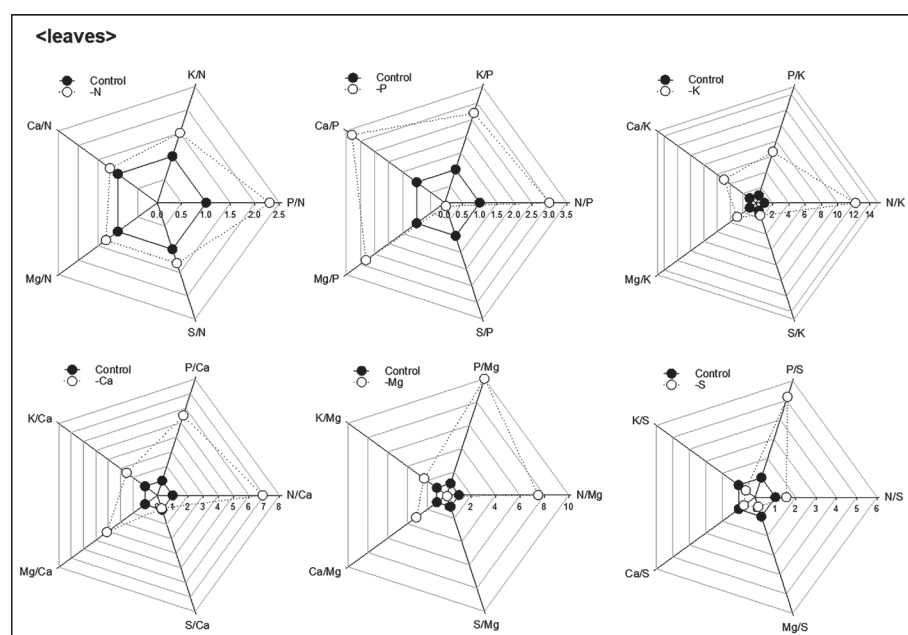 <leaves>
Control
-N
K/N
Ca/N
P/N
0.0 0.5 1.0 1.5 2.0 2.5
Mg/N
S/N
Control
-P
K/P
Ca/P
N/P
0.0 0.5 1.0 1.5 2.0 2.5 3.0 3.5
Mg/P
S/P
Control
-K
P/K
Ca/K
N/K
2 4 6 8 10 12 14
Mg/K
S/K
Control
-Ca
P/Ca
K/Ca
N/Ca
1 2 3 4 5 6 7 8
Mg/Ca
S/Ca
Control
-Mg
P/Mg
K/Mg
N/Mg
2 4 6 8 10
Ca/Mg
S/Mg
Control
-S
P/S
K/S
N/S
1 2 3 4 5 6
Ca/S
Mg/S